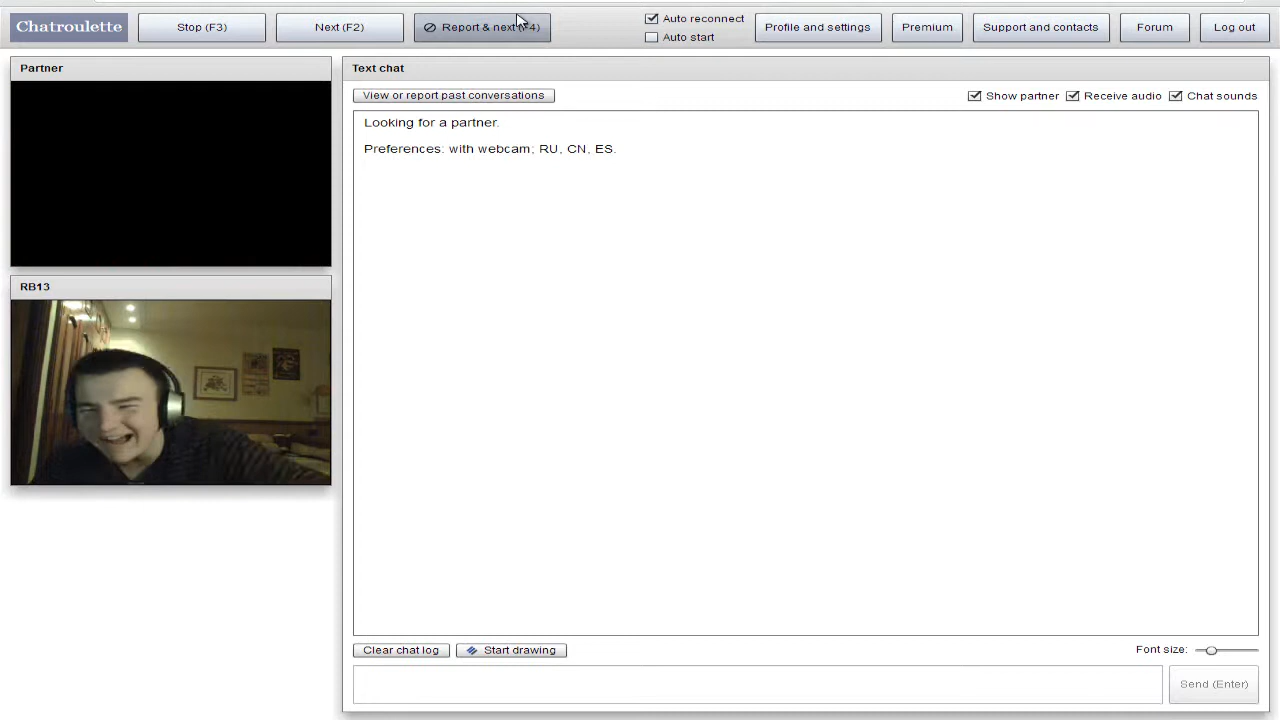 Chatroulette
Stop (F3)
Next (F2)
Report & next (F4)
Auto reconnect
Auto start
Profile and settings
Premium
Support and contacts
Forum
Log out
Partner
Text chat
View or report past conversations
Show partner
Receive audio
Chat sounds
Looking for a partner.
Preferences: with webcam; RU, CN, ES.
RB13
Clear chat log
Start drawing
Font size:
Send (Enter)